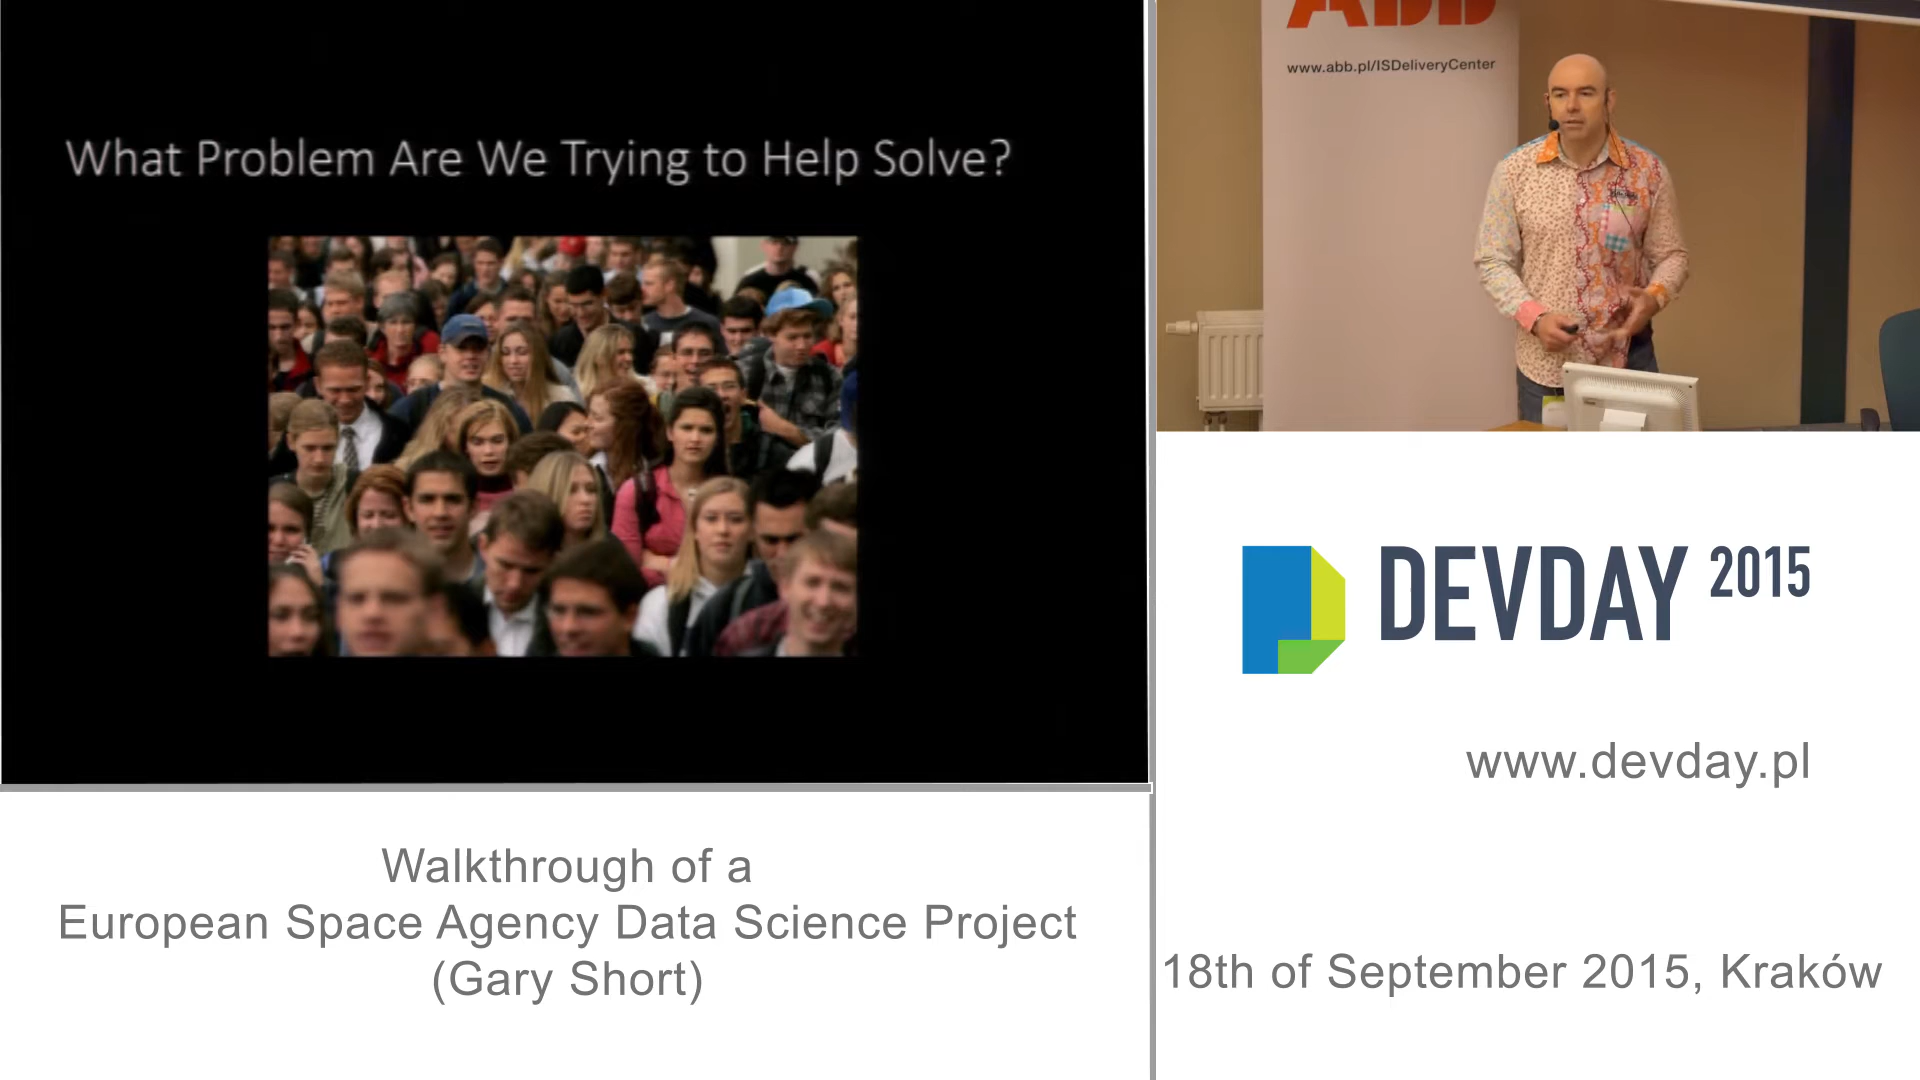 What Problem Are We Trying to Help Solve?
ABB
www.abb.pl/ISDeliveryCenter
DEVDAY 2015
www.devday.pl
Walkthrough of a
European Space Agency Data Science Project
(Gary Short)
18th of September 2015, Kraków